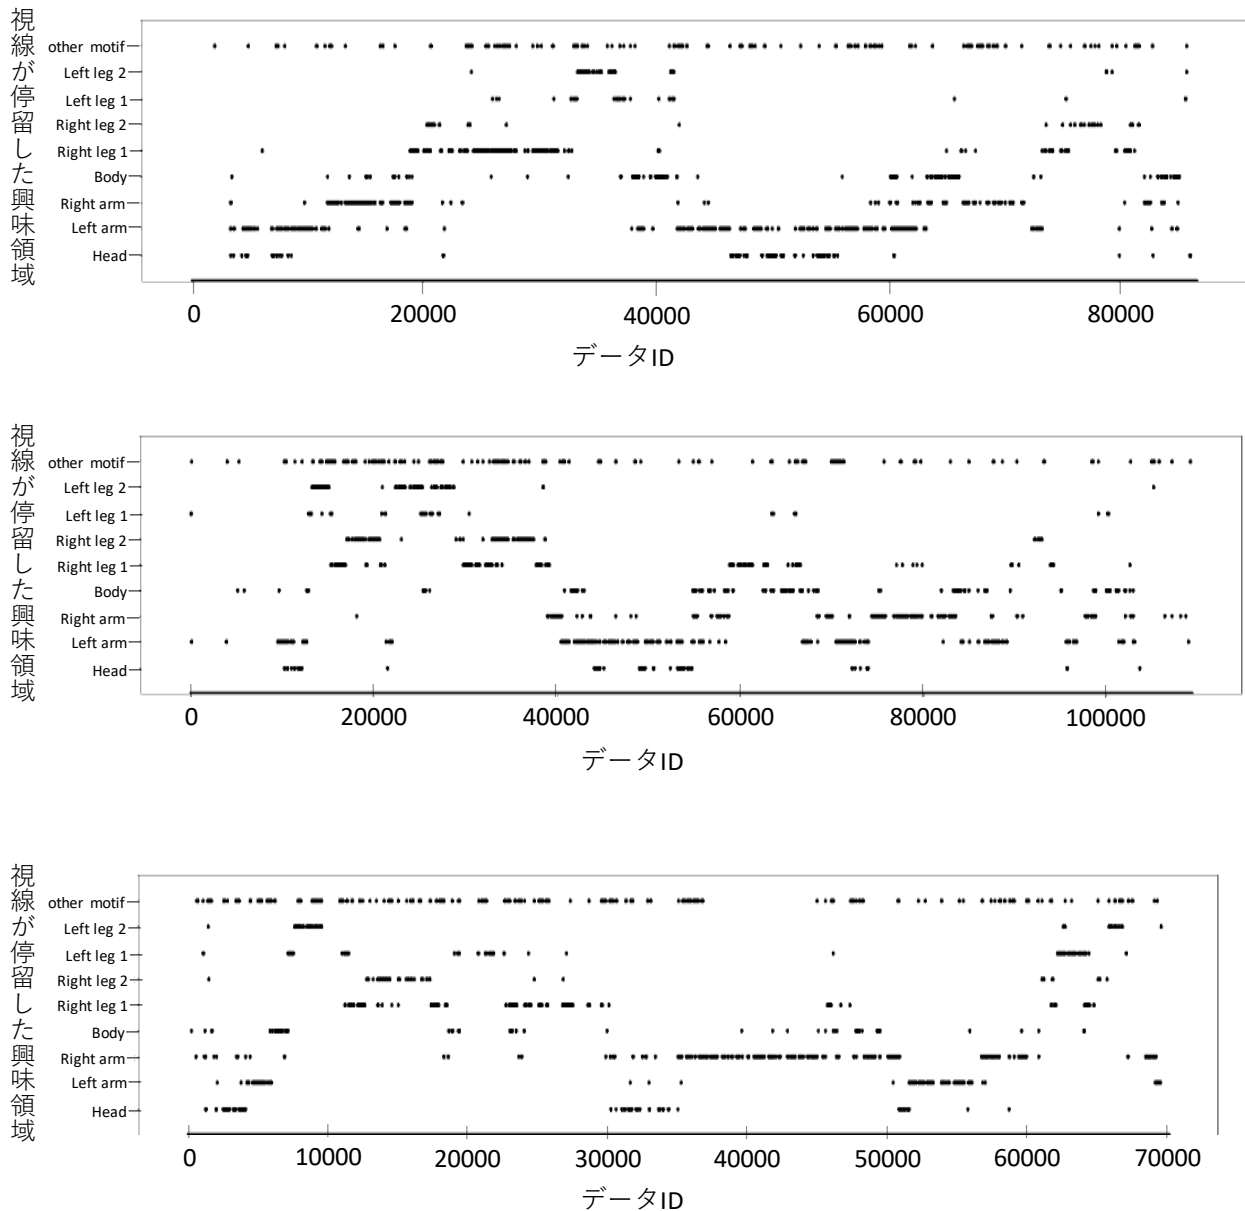 視線が停留した興味領域
other motif
Left leg 2
Left leg 1
Right leg 2
Right leg 1
Body
Right arm
Left arm
Head
0 20000 40000 60000 80000
データID
視線が停留した興味領域
other motif
Left leg 2
Left leg 1
Right leg 2
Right leg 1
Body
Right arm
Left arm
Head
0 20000 40000 60000 80000 100000
データID
視線が停留した興味領域
other motif
Left leg 2
Left leg 1
Right leg 2
Right leg 1
Body
Right arm
Left arm
Head
0 10000 20000 30000 40000 50000 60000 70000
データID